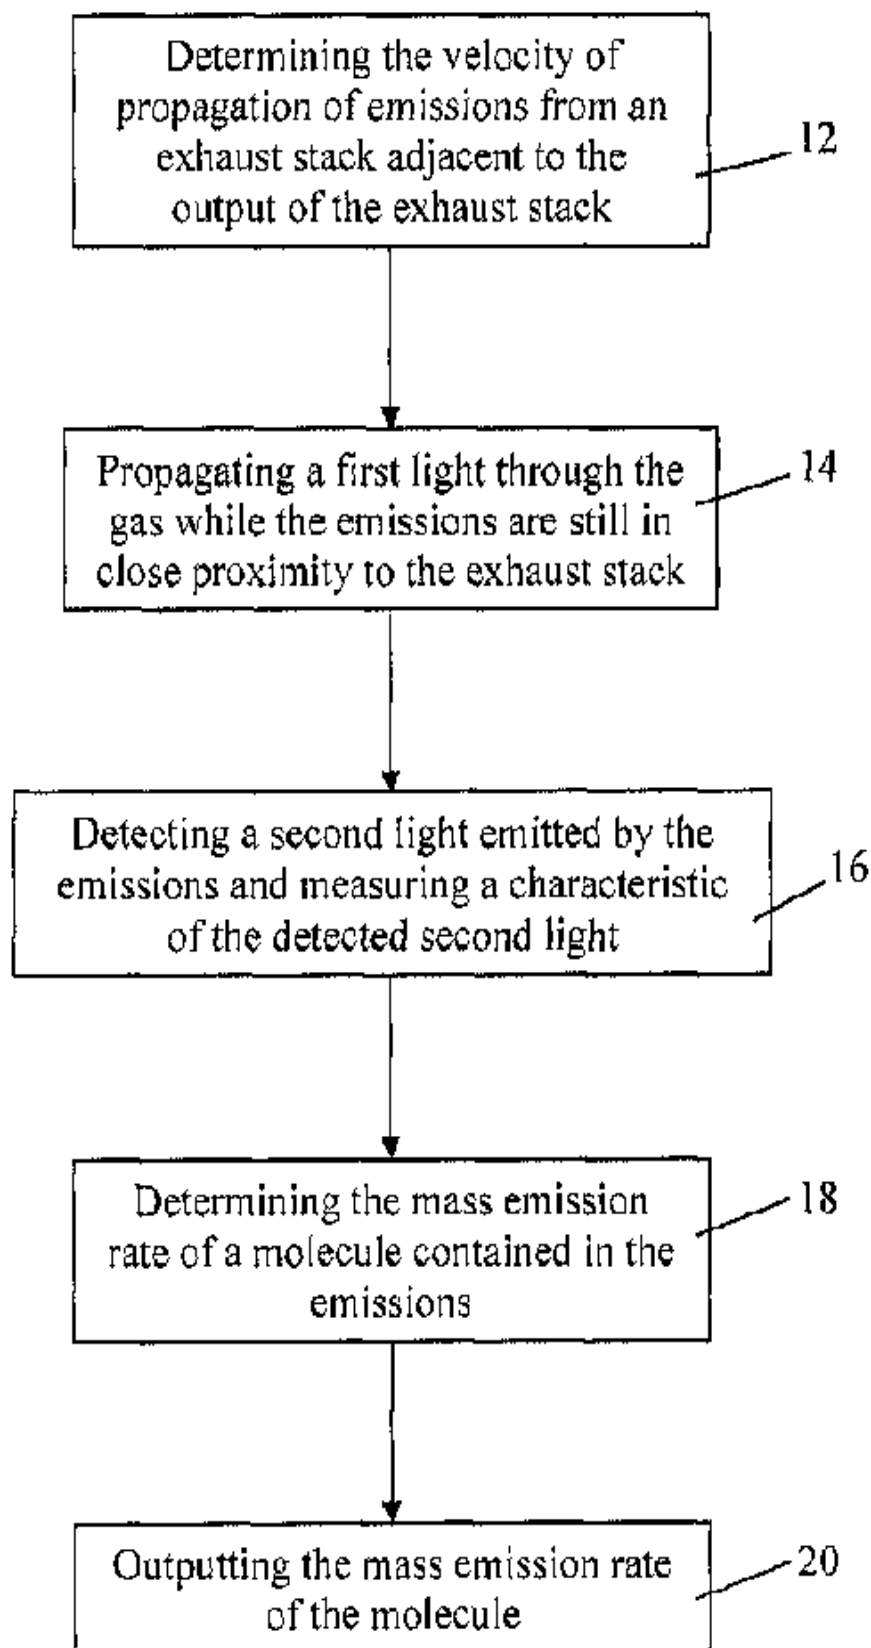 Determining the velocity of
propagation of emissions from an
exhaust stack adjacent to the
output of the exhaust stack
12
Propagating a first light through the
gas while the emissions are still in
close proximity to the exhaust stack
14
Detecting a second light emitted by the
emissions and measuring a characteristic
of the detected second light
16
Determining the mass emission
rate of a molecule contained in the
emissions
18
Outputting the mass emission rate
of the molecule
20